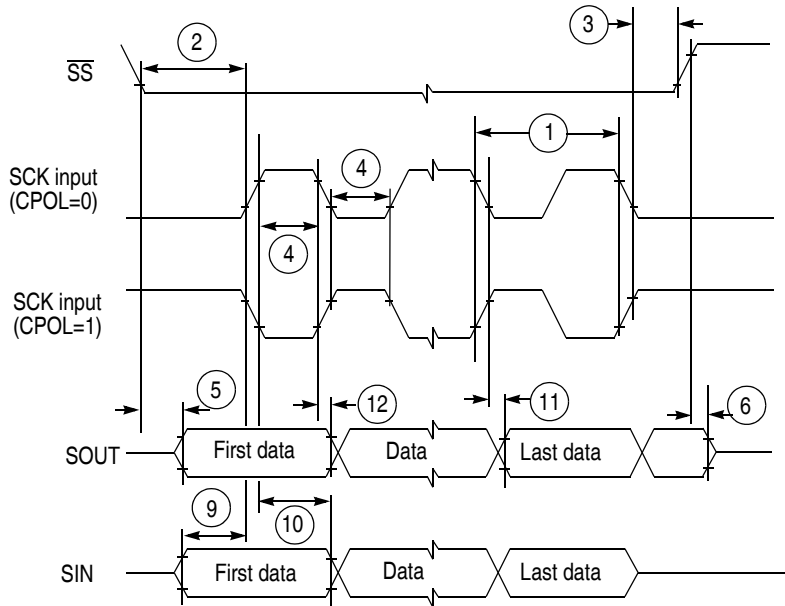 2
3
SS
1
SCK input
(CPOL=0)
4
4
SCK input
(CPOL=1)
5
12
11
6
SOUT
First data
Data
Last data
9
10
SIN
First data
Data
Last data